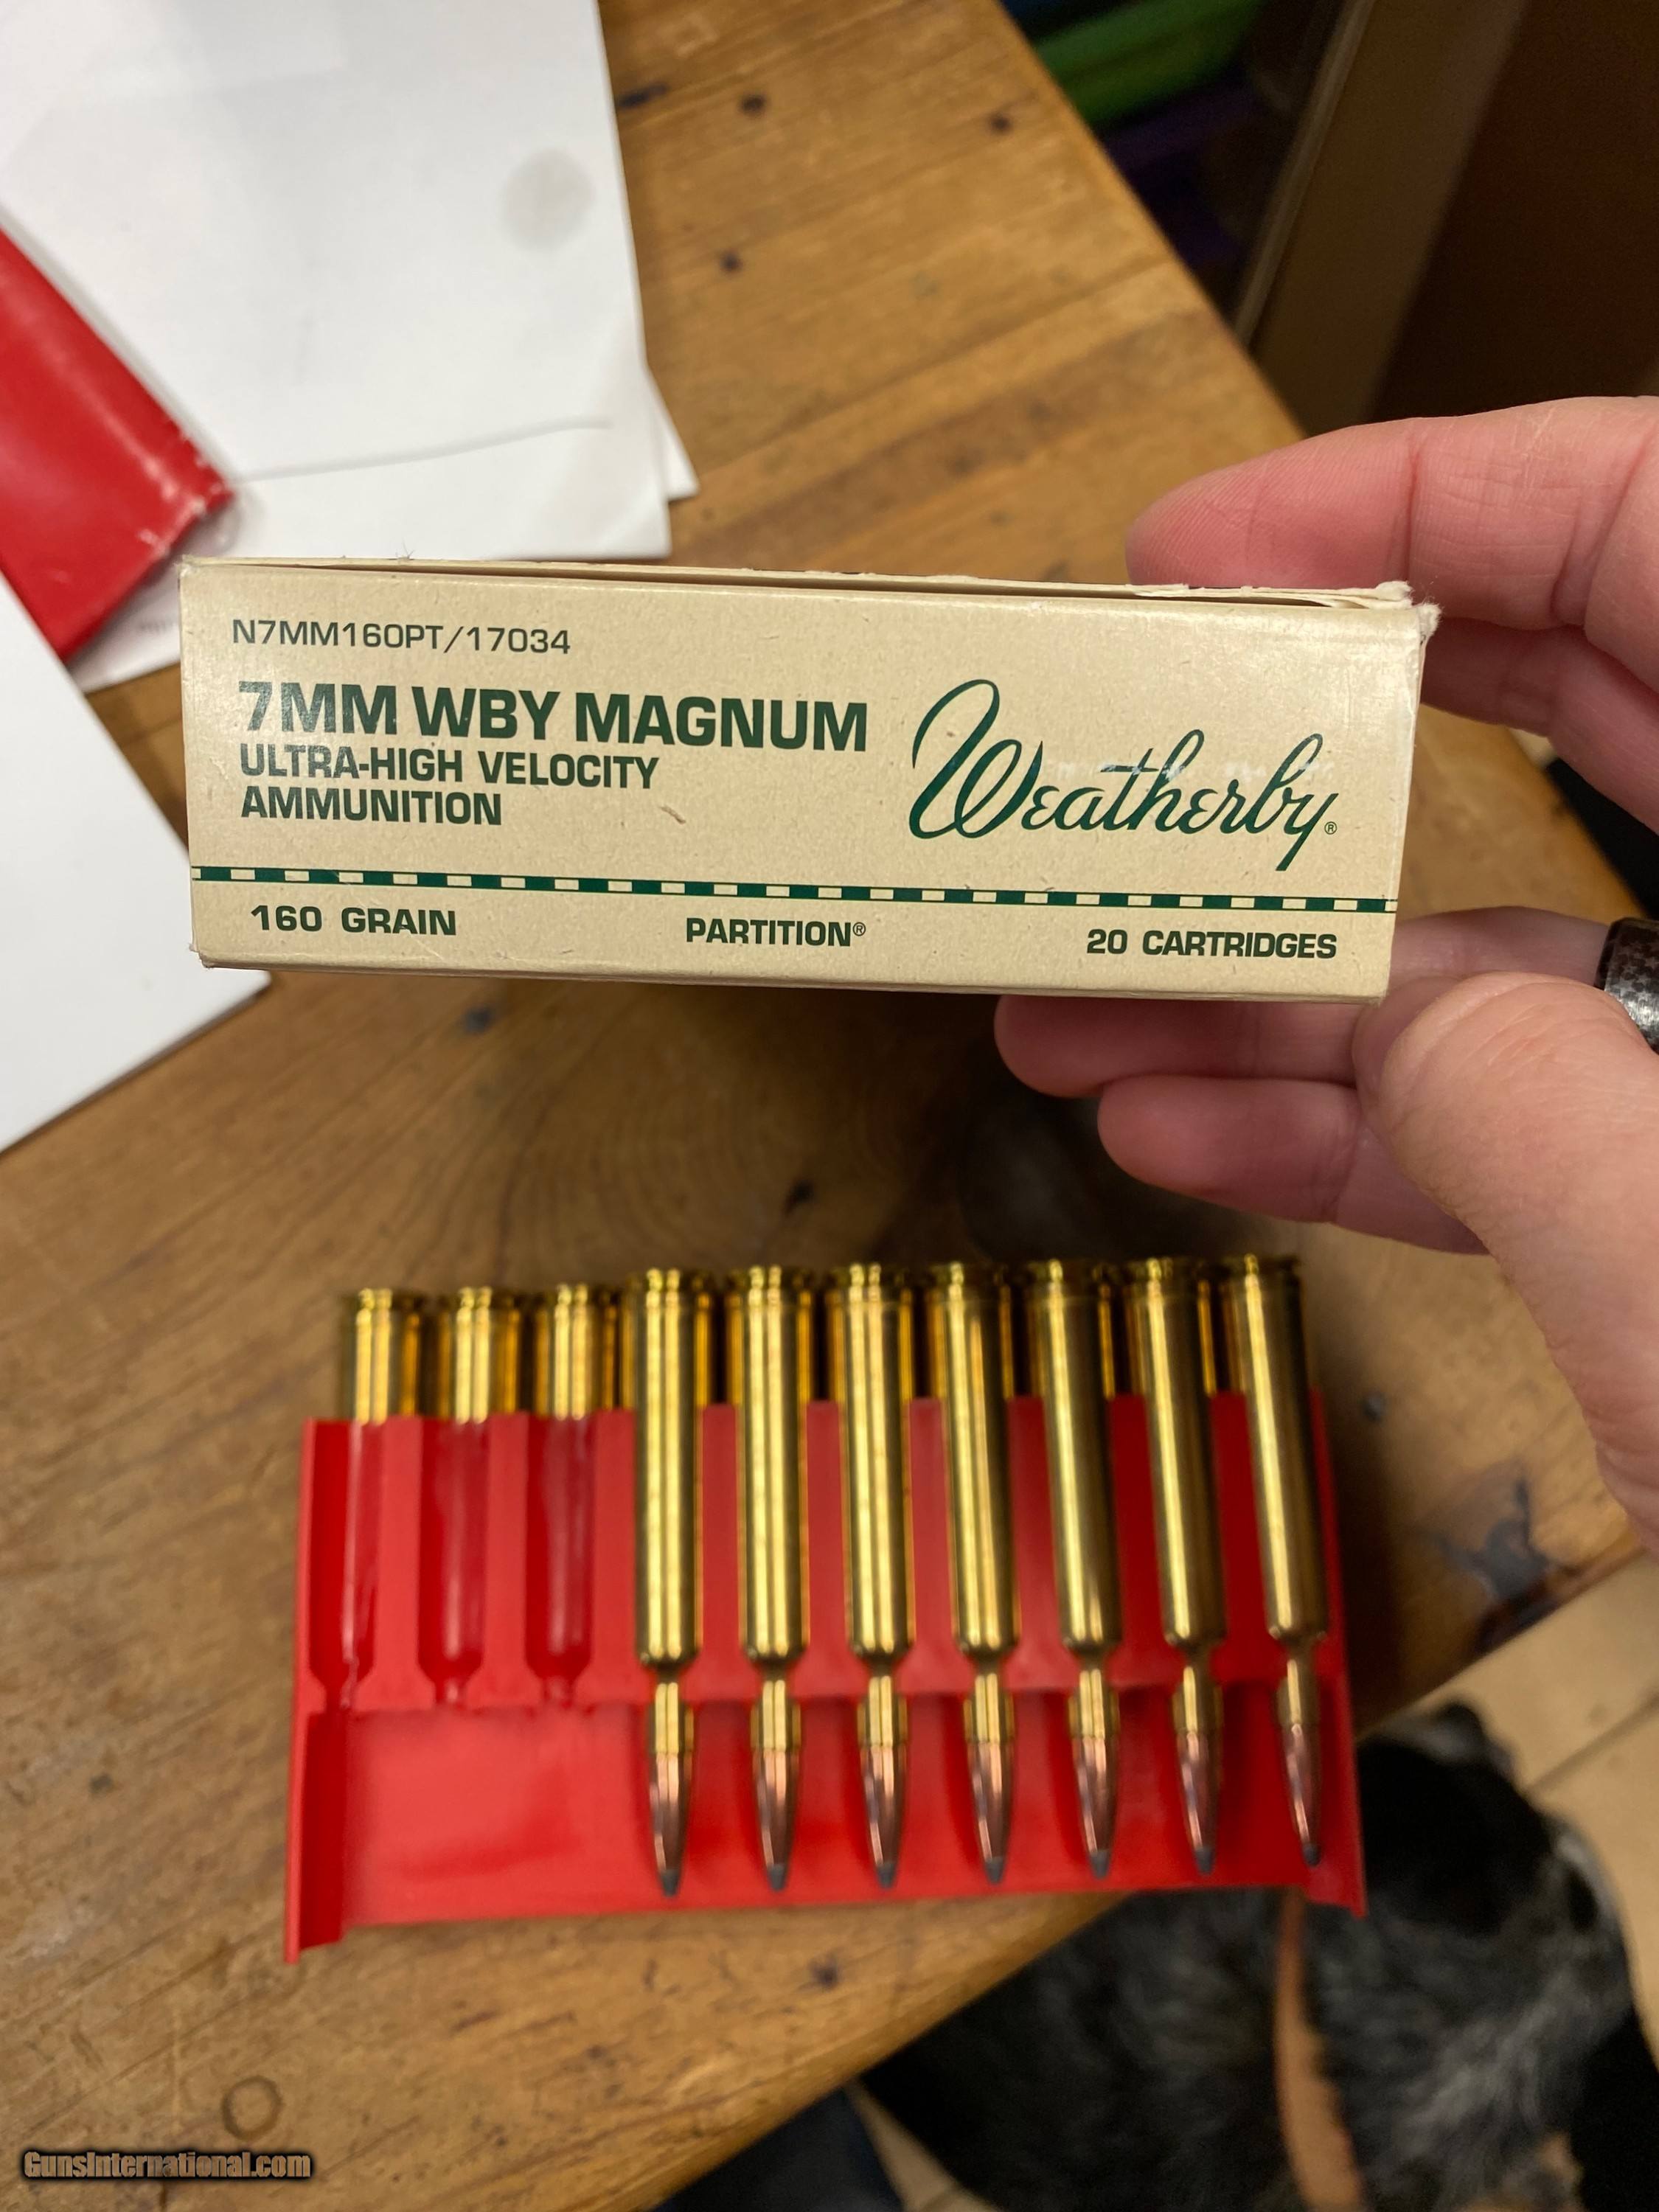 N7MM160PT/17034
7MM WBY MAGNUM
ULTRA-HIGH VELOCITY
AMMUNITION
Weatherby®
160 GRAIN PARTITION® 20 CARTRIDGES
GunsInternational.com